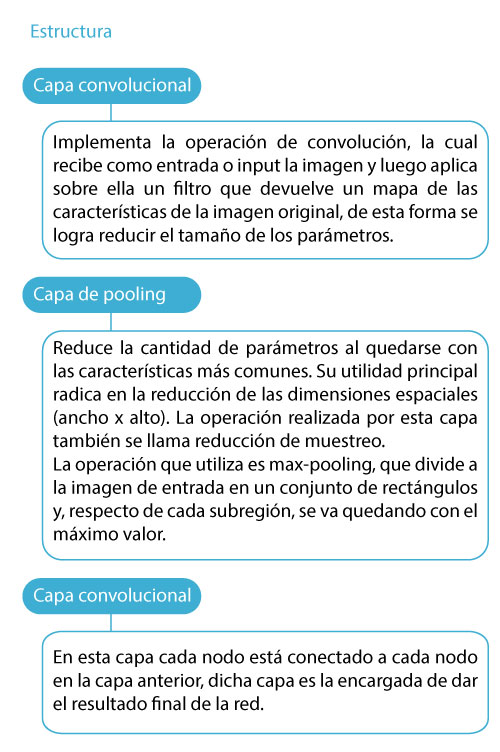 Estructura
Capa convolucional
Implementa la operación de convolución, la cual
recibe como entrada o input la imagen y luego aplica
sobre ella un filtro que devuelve un mapa de las
características de la imagen original, de esta forma se
logra reducir el tamaño de los parámetros.
Capa de pooling
Reduce la cantidad de parámetros al quedarse con
las características más comunes. Su utilidad principal
radica en la reducción de las dimensiones espaciales
(ancho x alto). La operación realizada por esta capa
también se llama reducción de muestreo.
La operación que utiliza es max-pooling, que divide a
la imagen de entrada en un conjunto de rectángulos
y, respecto de cada subregión, se va quedando con el
máximo valor.
Capa convolucional
En esta capa cada nodo está conectado a cada nodo
en la capa anterior, dicha capa es la encargada de dar
el resultado final de la red.